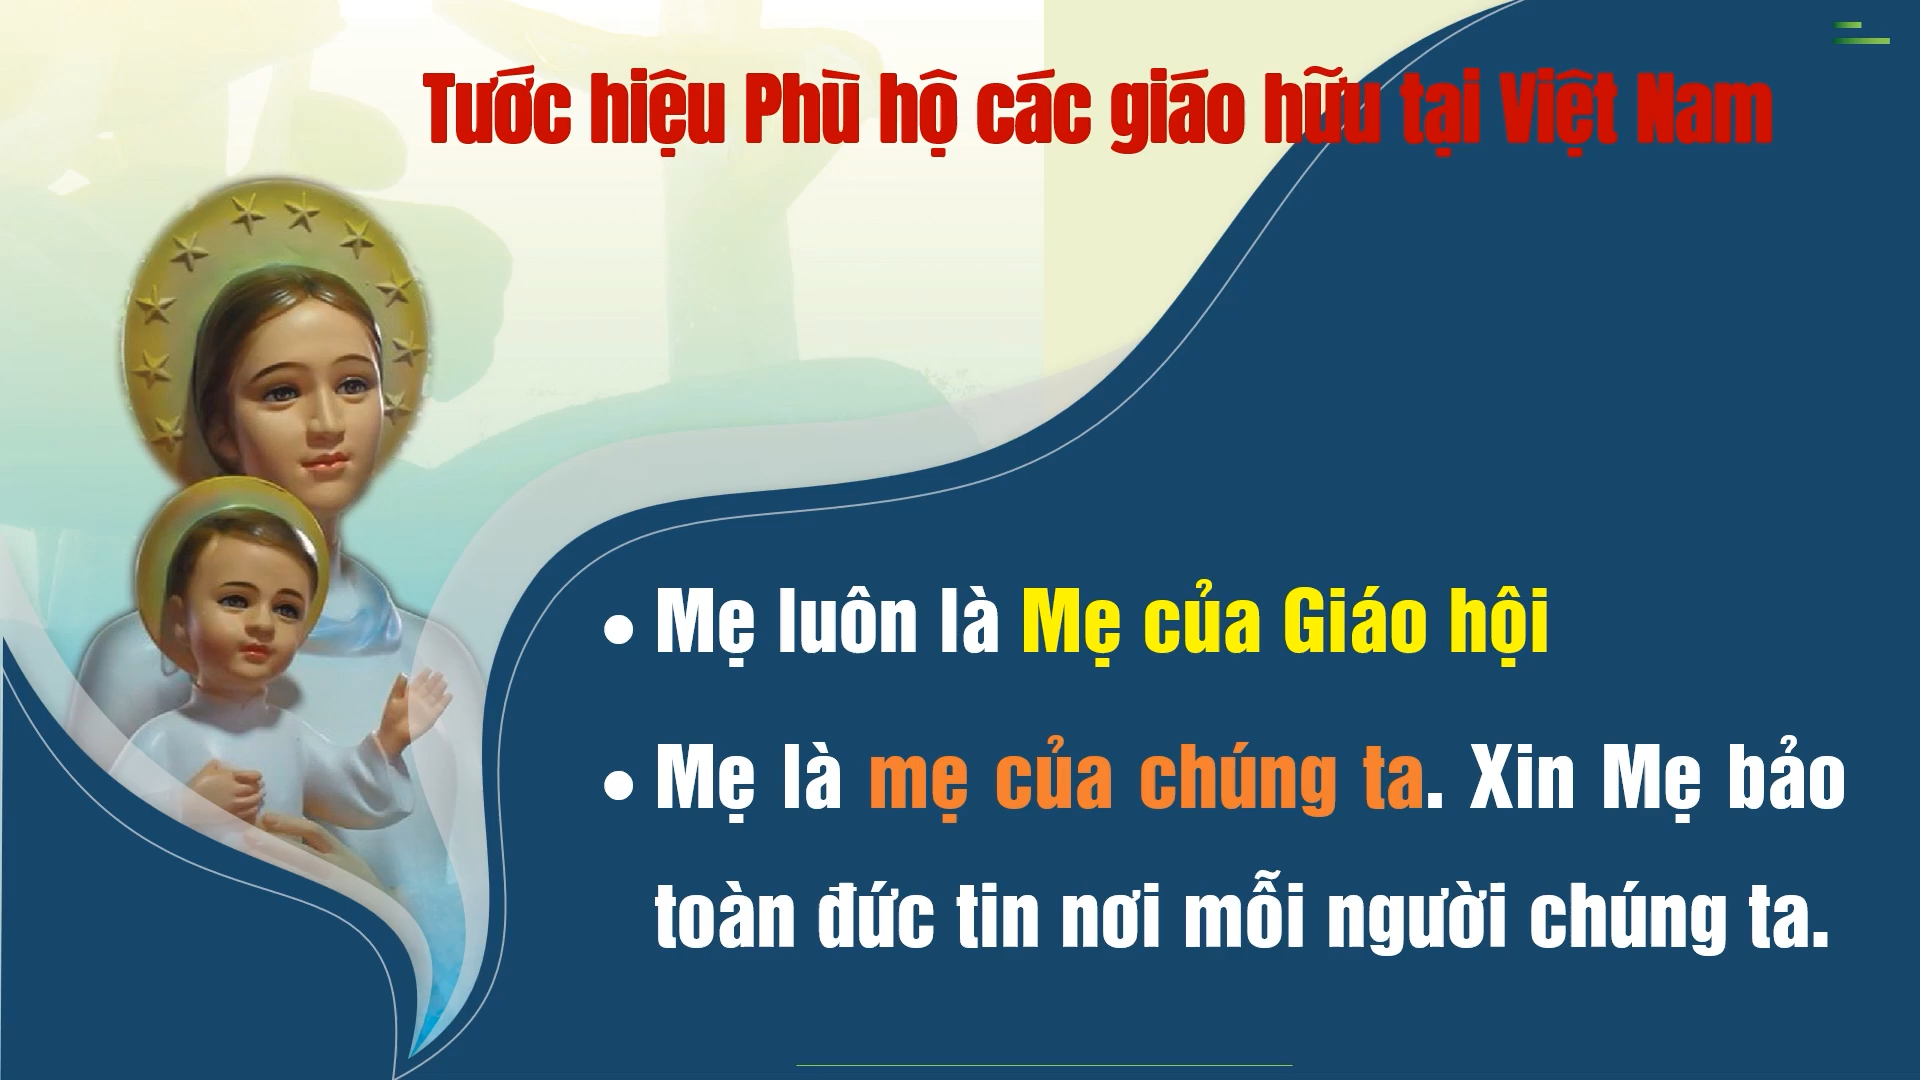 Tước hiệu Phù hộ các giáo hữu tại Việt Nam
• Mẹ luôn là Mẹ của Giáo hội
• Mẹ là mẹ của chúng ta. Xin Mẹ bảo
toàn đức tin nơi mỗi người chúng ta.